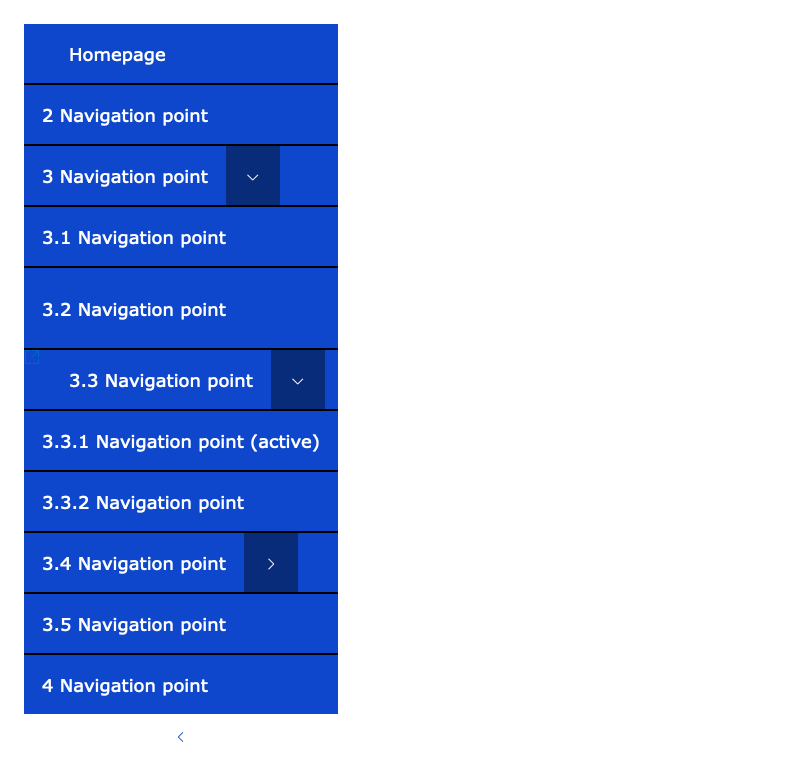 Homepage
2 Navigation point
3 Navigation point
3.1 Navigation point
3.2 Navigation point
3.3 Navigation point
3.3.1 Navigation point (active)
3.3.2 Navigation point
3.4 Navigation point
3.5 Navigation point
4 Navigation point